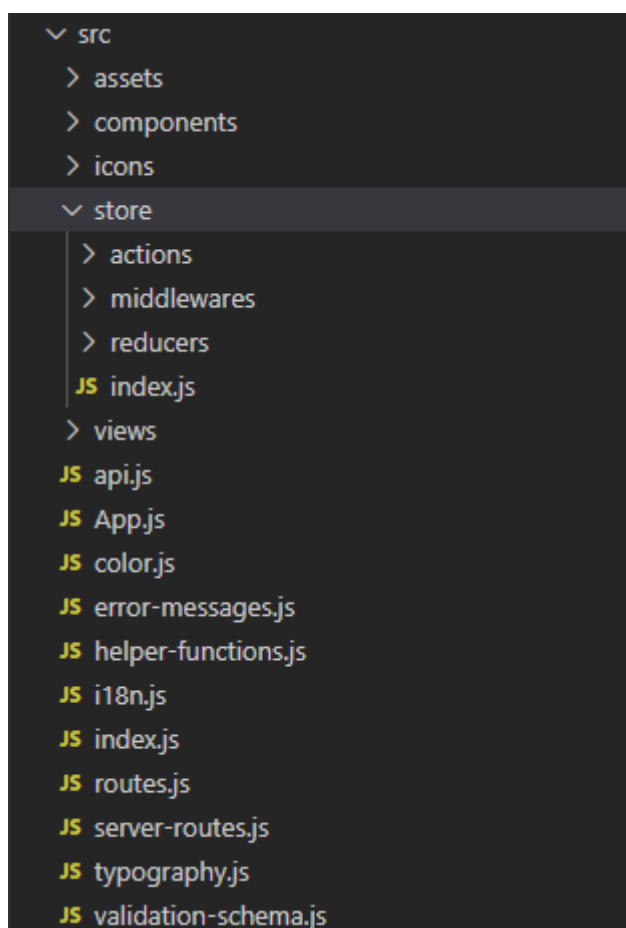 src
assets
components
icons
store
actions
middlewares
reducers
JS index.js
views
JS api.js
JS App.js
JS color.js
JS error-messages.js
JS helper-functions.js
JS i18n.js
JS index.js
JS routes.js
JS server-routes.js
JS typography.js
JS validation-schema.js